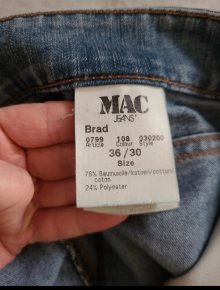 MAC
JEANS
Brad
0799 108 030200
Article Colour Style
36 / 30
Size
76% Baumwolle/katoen/cotton/
coton
24% Polyester